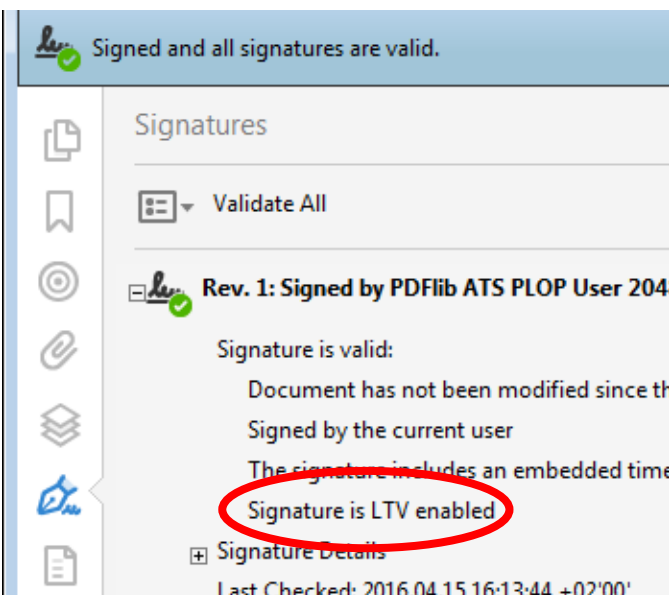 Signed and all signatures are valid.
Signatures
Validate All
Rev. 1: Signed by PDFlib ATS PLOP User 204
Signature is valid:
Document has not been modified since
Signed by the current user
The signature includes an embedded time
Signature is LTV enabled
Signature Details
Last Checked: 2016.04.15 16:13:44 +02'00'